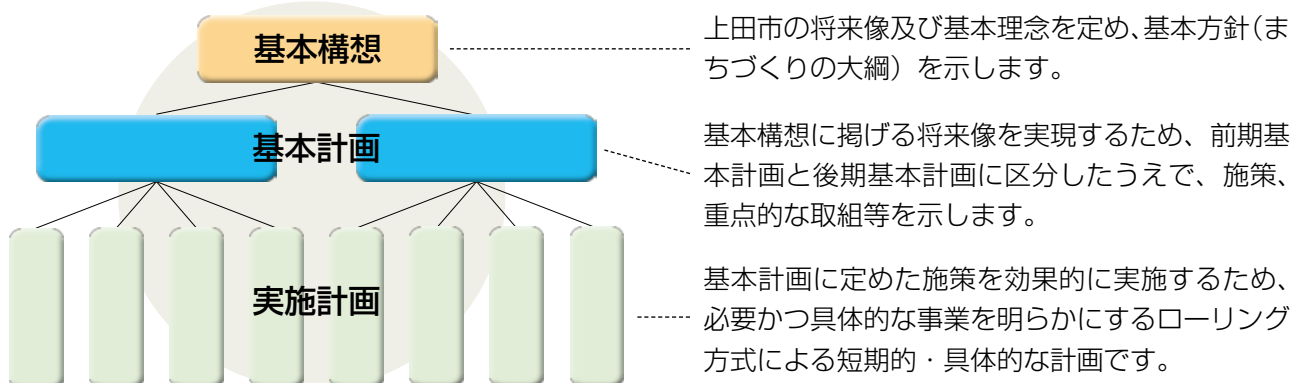 基本構想
上田市の将来像及び基本理念を定め、基本方針(ま
ちづくりの大綱)を示します。
基本計画
基本構想に掲げる将来像を実現するため、前期基
本計画と後期基本計画に区分したうえで、施策、
重点的な取組等を示します。
実施計画
基本計画に定めた施策を効果的に実施するため、
必要かつ具体的な事業を明らかにするローリング
方式による短期的・具体的な計画です。